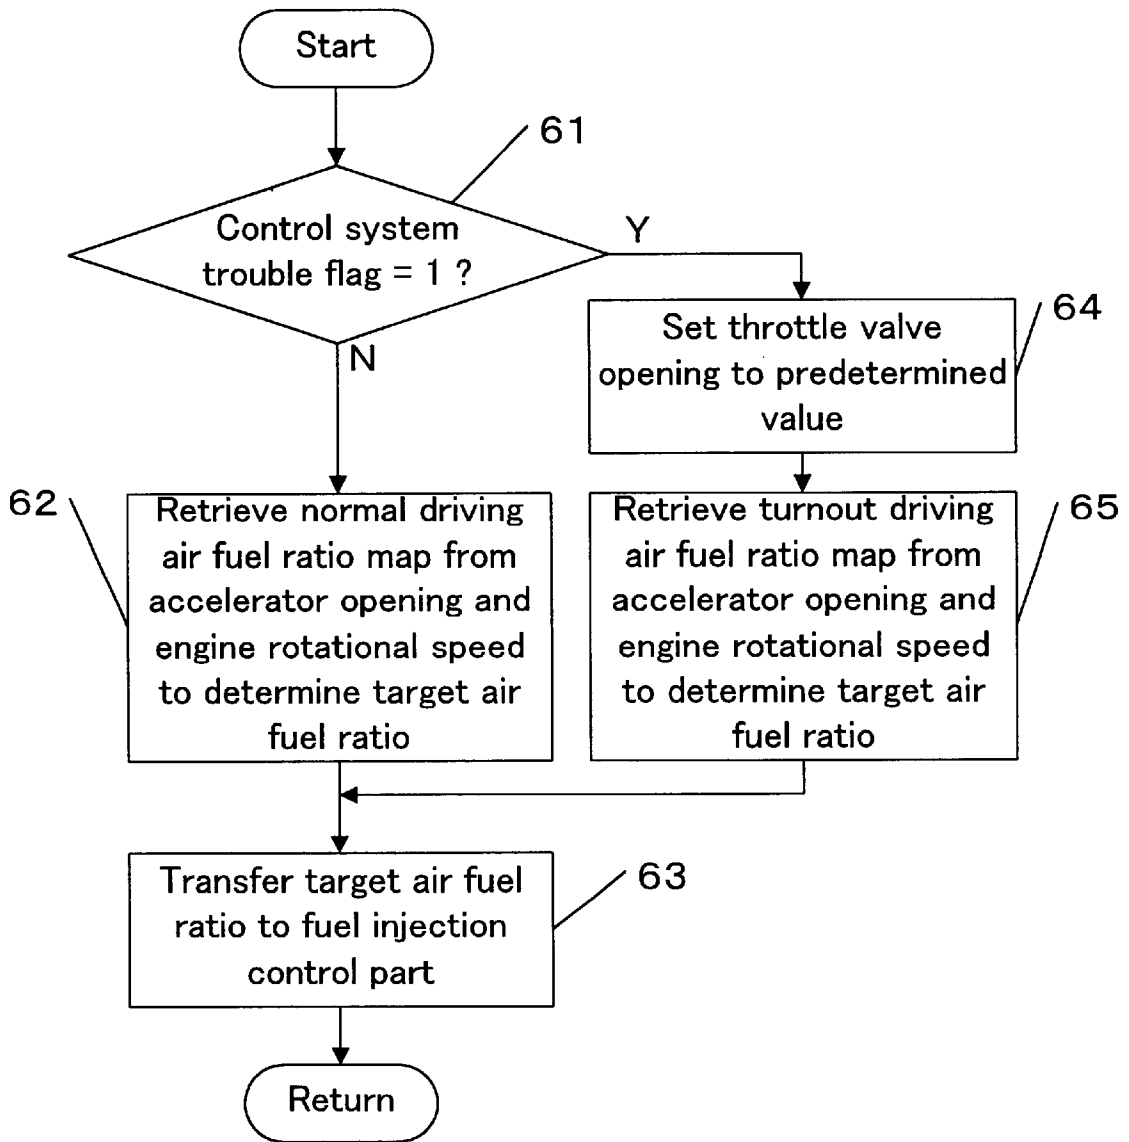 Start
61
Control system
trouble flag = 1 ?
Y
N
64
Set throttle valve
opening to predetermined
value
62
Retrieve normal driving
air fuel ratio map from
accelerator opening and
engine rotational speed
to determine target air
fuel ratio
65
Retrieve turnout driving
air fuel ratio map from
accelerator opening and
engine rotational speed
to determine target air
fuel ratio
63
Transfer target air fuel
ratio to fuel injection
control part
Return